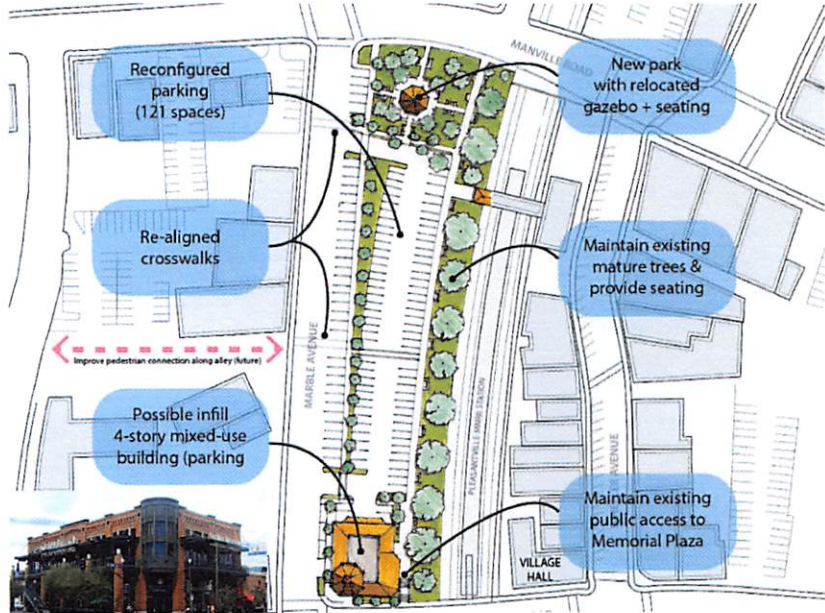 Reconfigured
parking
(121 spaces)
MANVILLE ROAD
New park
with relocated
gazebo + seating
Re-aligned
crosswalks
Maintain existing
mature trees &
provide seating
Improve pedestrian connection along alley (future)
MARBLE AVENUE
Possible infill
4-story mixed-use
building (parking
PLEASANTVILLE MNRR STATION
AVENUE
Maintain existing
public access to
Memorial Plaza
VILLAGE
HALL